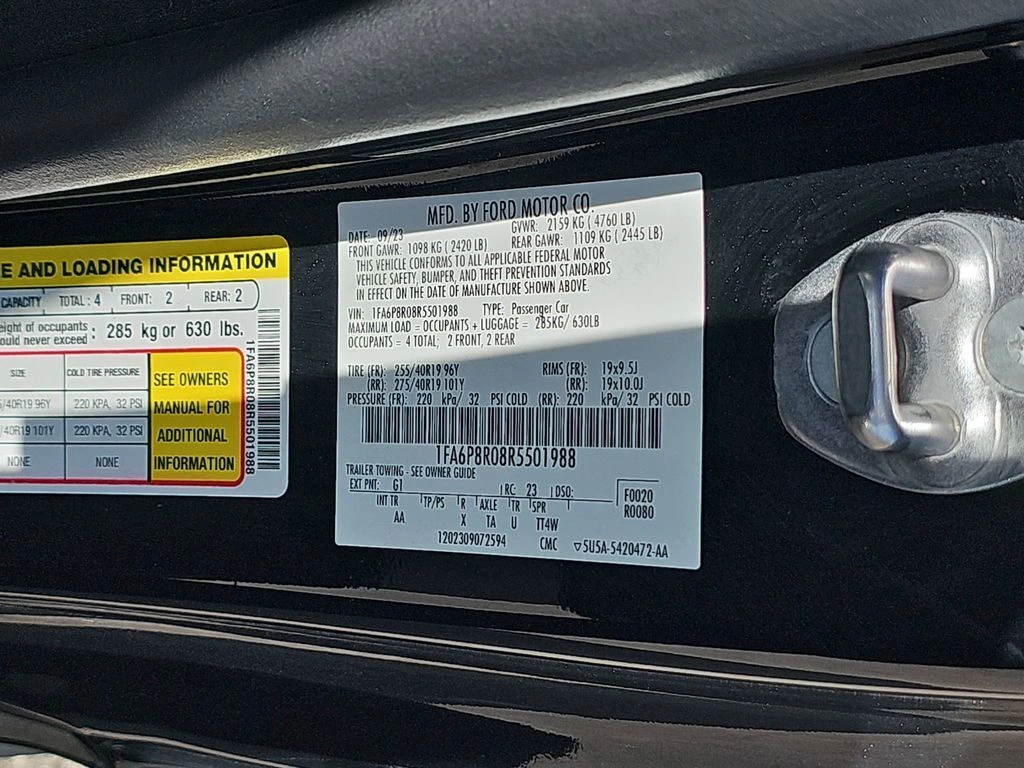 E AND LOADING INFORMATION
CAPACITY TOTAL: 4 FRONT: 2 REAR: 2
eight of occupants
ould never exceed : 285 kg or 630 lbs.
SIZE COLD TIRE PRESSURE SEE OWNERS
/40R19 96Y 220 KPA, 32 PSI MANUAL FOR
/40R19 101Y 220 KPA, 32 PSI ADDITIONAL
NONE NONE INFORMATION
1FA6P8R08R5501988
MFD. BY FORD MOTOR CO.
DATE: 09/23 GVWR: 2159 KG ( 4760 LB)
FRONT GAWR: 1098 KG ( 2420 LB) REAR GAWR: 1109 KG ( 2445 LB)
THIS VEHICLE CONFORMS TO ALL APPLICABLE FEDERAL MOTOR
VEHICLE SAFETY, BUMPER, AND THEFT PREVENTION STANDARDS
IN EFFECT ON THE DATE OF MANUFACTURE SHOWN ABOVE.
VIN: 1FA6P8R08R5501988 TYPE: Passenger Car
MAXIMUM LOAD = OCCUPANTS + LUGGAGE = 285KG/ 630LB
OCCUPANTS = 4 TOTAL; 2 FRONT, 2 REAR
TIRE (FR): 255/40R19 96Y RIMS (FR): 19x9.5J
(RR): 275/40R19 101Y (RR): 19x10.0J
PRESSURE (FR): 220 kPa/ 32 PSI COLD (RR): 220 kPa/ 32 PSI COLD
1FA6P8R08R5501988
TRAILER TOWING - SEE OWNER GUIDE
EXT PNT: G1 RC: 23 DSO: F0020
INT TR TP/PS R AXLE TR SPR R0080
AA X TA U TT4W
1202309072594 CMC ▽SU5A-5420472-AA